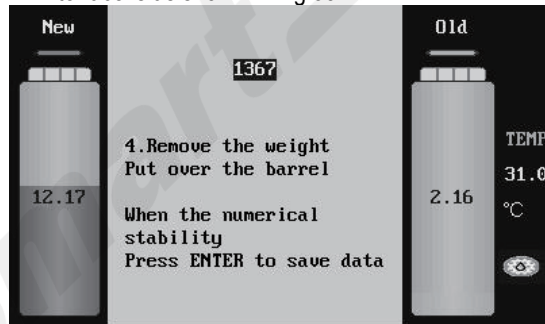 New
Old
1367
4.Remove the weight
Put over the barrel
When the numerical
stability
Press ENTER to save data
12.17
2.16
TEMP
31.0
°C